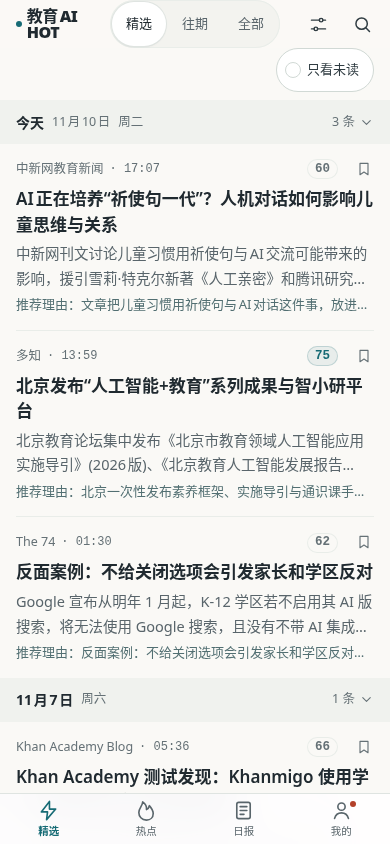 教育 AI
HOT
精选 往期 全部
只看未读
今天 11月10日 周二 3 条
中新网教育新闻 · 17:07 60
AI正在培养“祈使句一代”？人机对话如何影响儿
童思维与关系
中新网刊文讨论儿童习惯用祈使句与AI交流可能带来的
影响，援引雪莉·特克尔新著《人工亲密》和腾讯研究...
推荐理由：文章把儿童习惯用祈使句与AI对话这件事，放进...
多知 · 13:59 75
北京发布“人工智能+教育”系列成果与智小研平
台
北京教育论坛集中发布《北京市教育领域人工智能应用
实施导引》(2026版)、《北京教育人工智能发展报告...
推荐理由：北京一次性发布素养框架、实施导引与通识课手...
The 74 · 01:30 62
反面案例：不给关闭选项会引发家长和学区反对
Google 宣布从明年 1 月起，K-12 学区若不启用其 AI 版
搜索，将无法使用 Google 搜索，且没有不带 AI 集成...
推荐理由：反面案例：不给关闭选项会引发家长和学区反对...
11月7日 周六 1 条
Khan Academy Blog · 05:36 66
Khan Academy 测试发现：Khanmigo 使用学
精选 热点 日报 我的